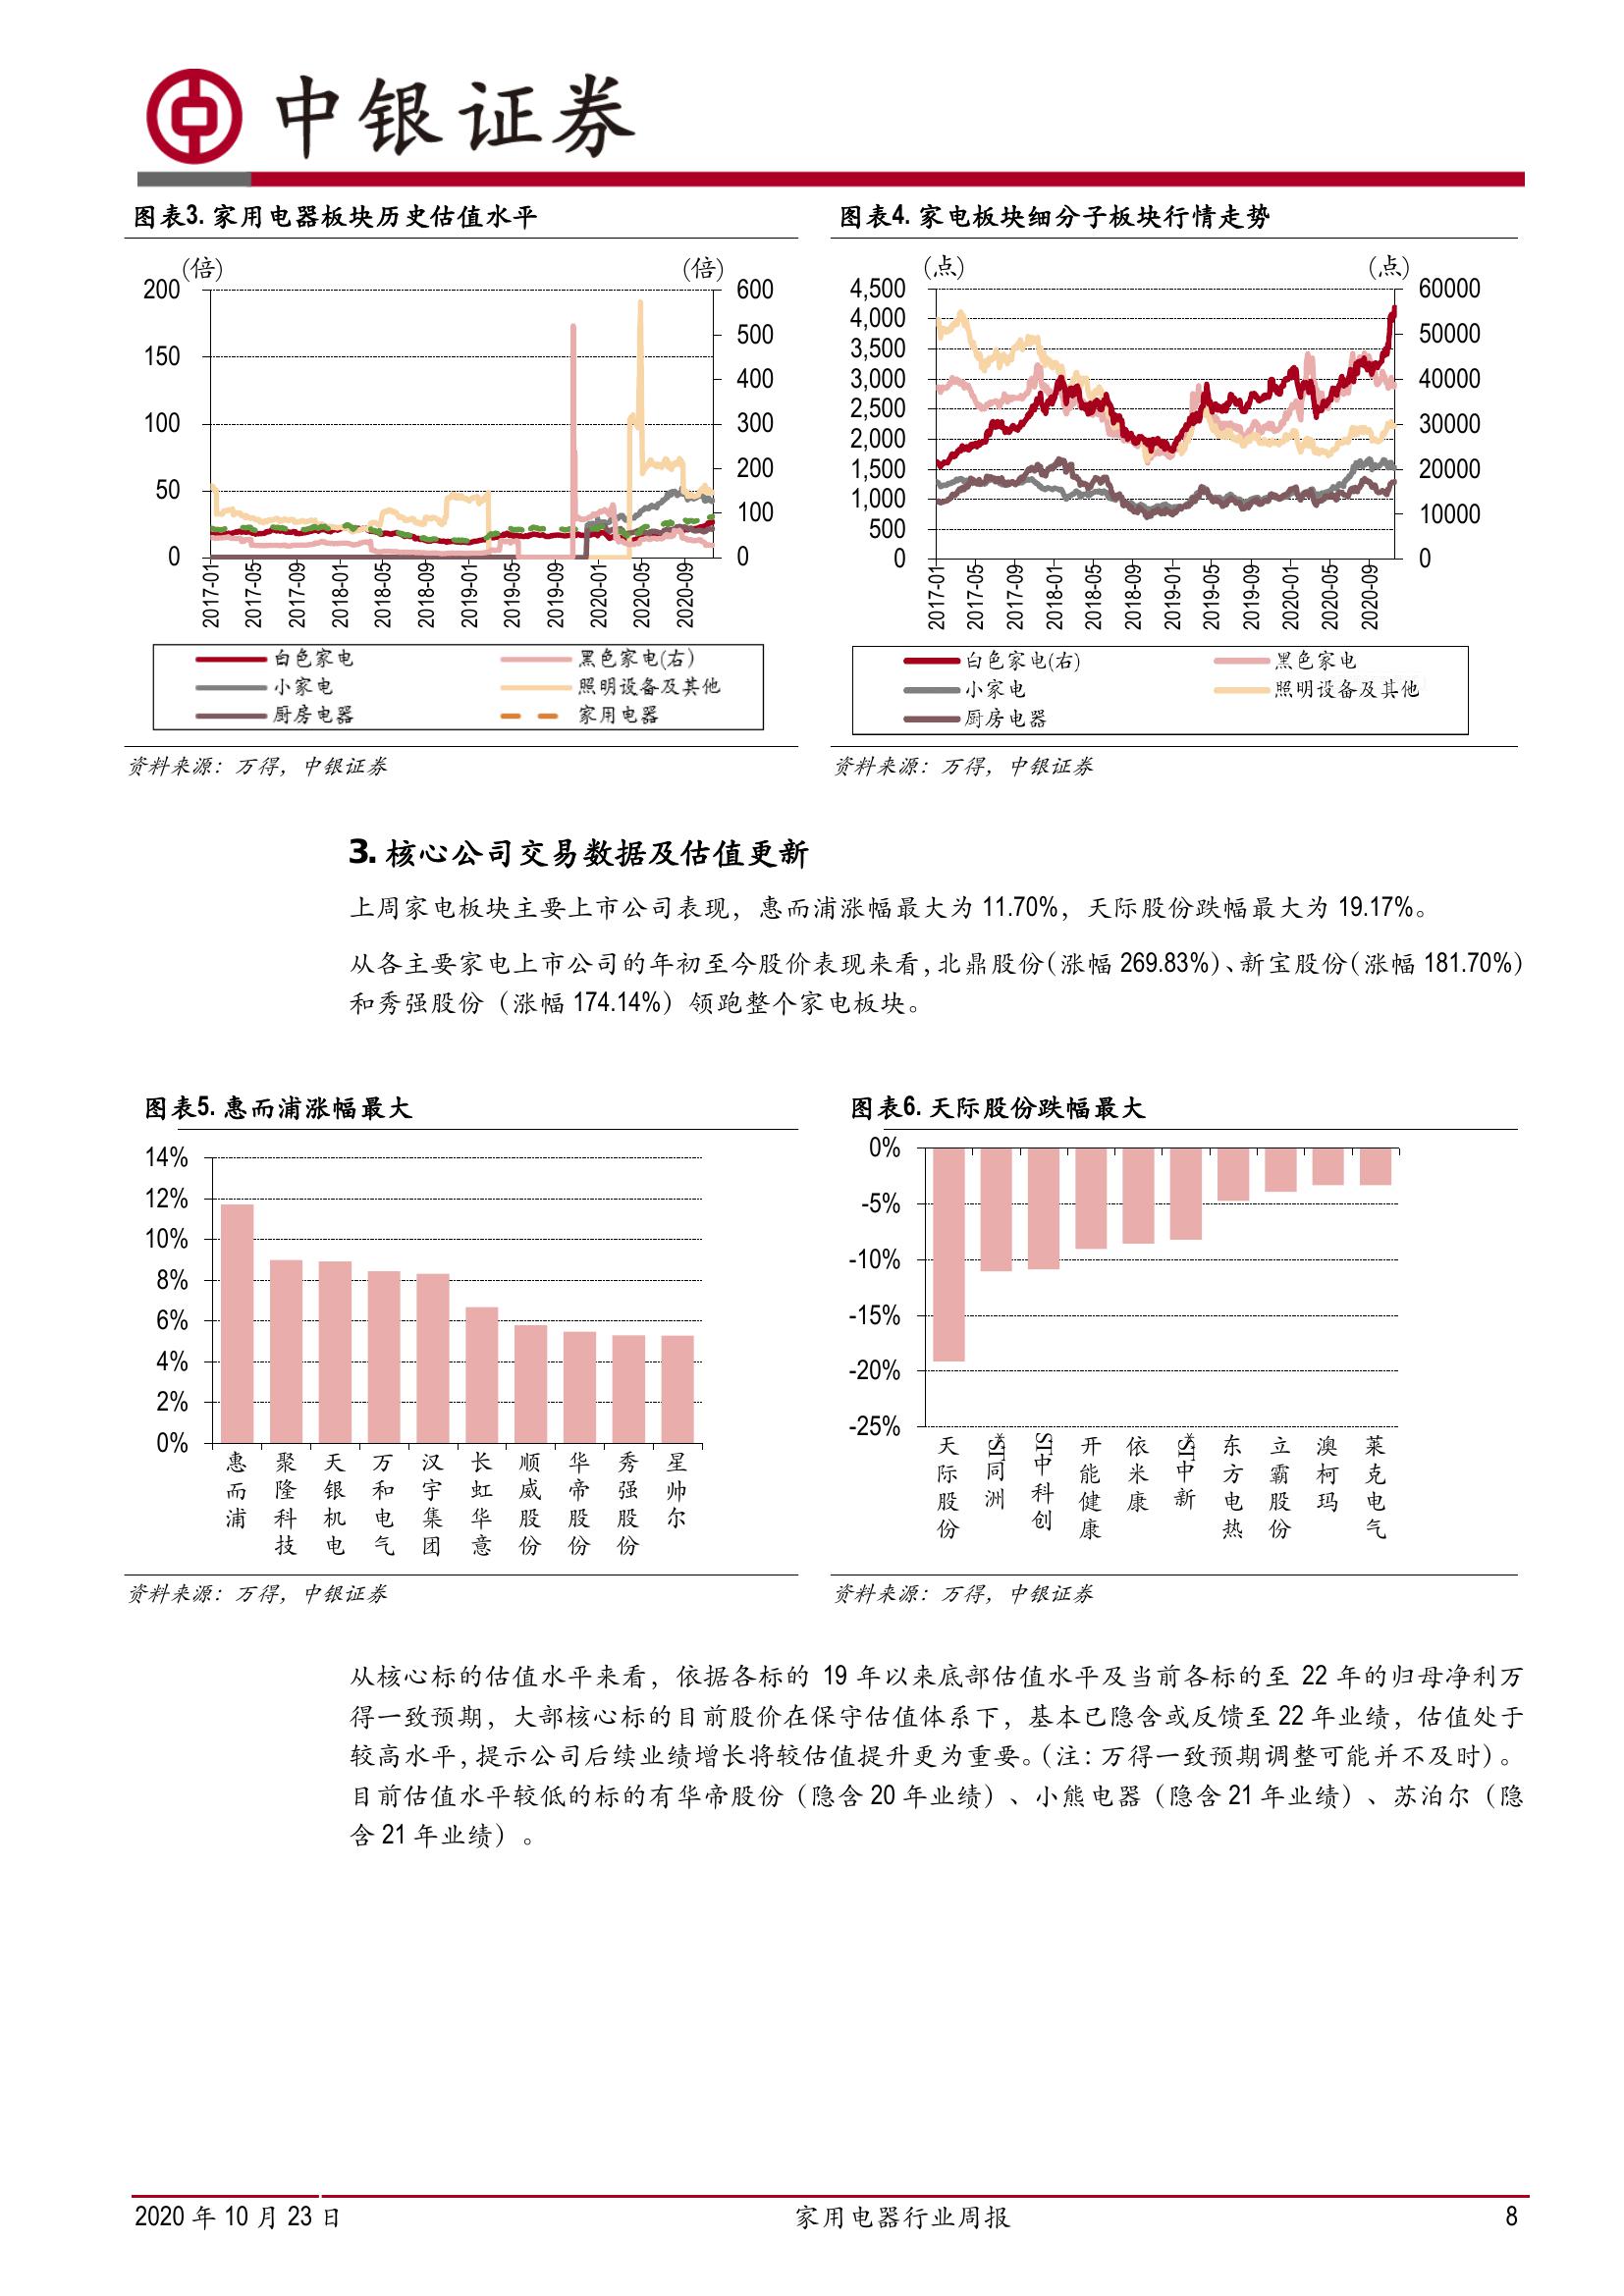 中银证券
图表3. 家用电器板块历史估值水平
(倍)
(倍)
200
150
100
50
0
600
500
400
300
200
100
0
2017-01
2017-05
2017-09
2018-01
2018-05
2018-09
2019-01
2019-05
2019-09
2020-01
2020-05
2020-09
白色家电
黑色家电(右)
小家电
照明设备及其他
厨房电器
家用电器
资料来源：万得，中银证券
图表4. 家电板块细分子板块行情走势
(点)
(点)
4,500
4,000
3,500
3,000
2,500
2,000
1,500
1,000
500
0
60000
50000
40000
30000
20000
10000
0
2017-01
2017-05
2017-09
2018-01
2018-05
2018-09
2019-01
2019-05
2019-09
2020-01
2020-05
2020-09
白色家电(右)
黑色家电
小家电
照明设备及其他
厨房电器
资料来源：万得，中银证券
3. 核心公司交易数据及估值更新
上周家电板块主要上市公司表现，惠而浦涨幅最大为 11.70%，天际股份跌幅最大为 19.17%。
从各主要家电上市公司的年初至今股价表现来看，北鼎股份（涨幅 269.83%）、新宝股份（涨幅 181.70%）
和秀强股份（涨幅 174.14%）领跑整个家电板块。
图表5. 惠而浦涨幅最大
14%
12%
10%
8%
6%
4%
2%
0%
惠而浦
聚隆科技
天银机电
万和电气
汉宇集团
长虹华意
顺威股份
华帝股份
秀强股份
星帅尔
资料来源：万得，中银证券
图表6. 天际股份跌幅最大
0%
-5%
-10%
-15%
-20%
-25%
天际股份
*ST同洲
ST中科创
开能健康
依米康
*ST中新
东方电热
立霸股份
澳柯玛
莱克电气
资料来源：万得，中银证券
从核心标的估值水平来看，依据各标的 19 年以来底部估值水平及当前各标的至 22 年的归母净利万
得一致预期，大部核心标的目前股价在保守估值体系下，基本已隐含或反馈至 22 年业绩，估值处于
较高水平，提示公司后续业绩增长将较估值提升更为重要。（注：万得一致预期调整可能并不及时）。
目前估值水平较低的标的有华帝股份（隐含 20 年业绩）、小熊电器（隐含 21 年业绩）、苏泊尔（隐
含 21 年业绩）。
2020 年 10 月 23 日
家用电器行业周报
8